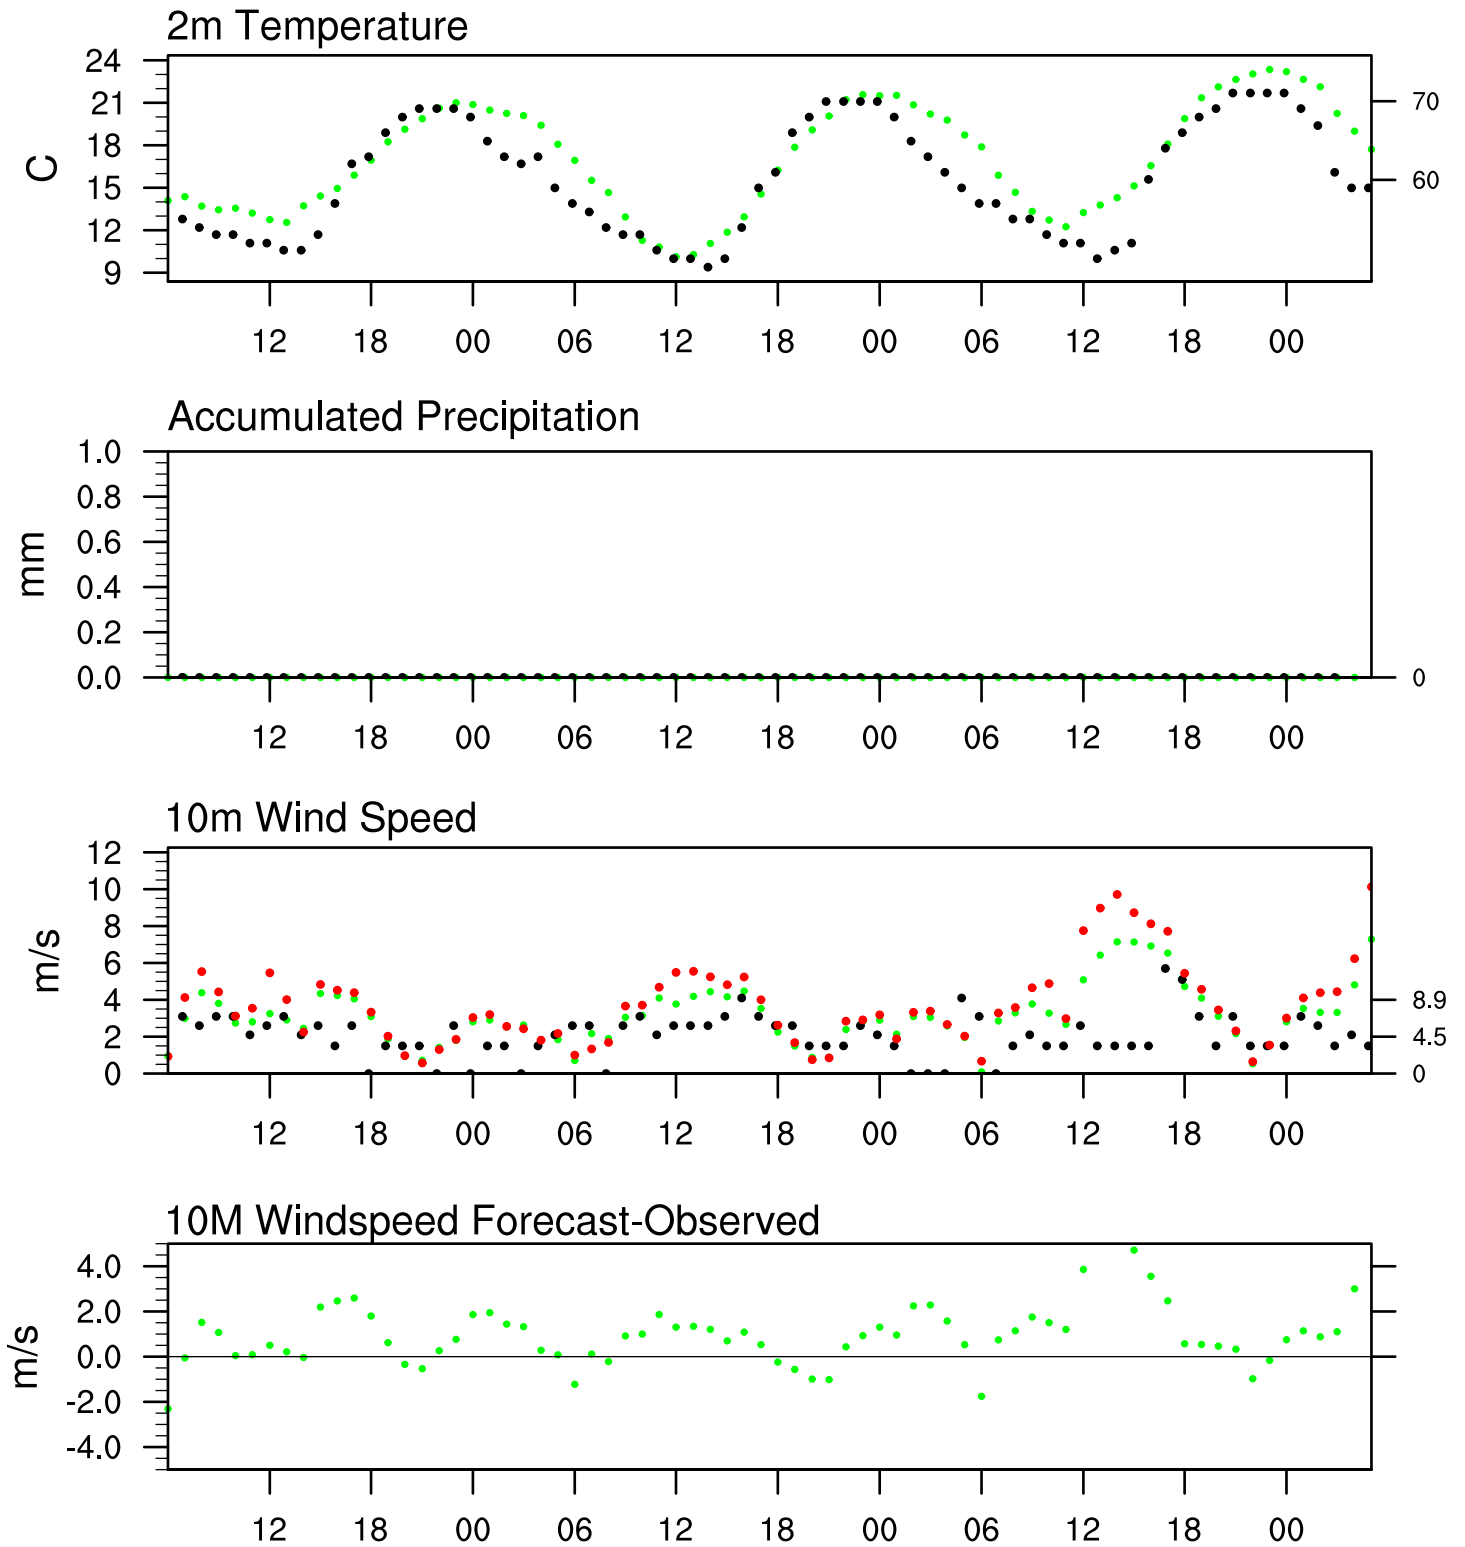 2m Temperature
24
21
18
15
12
9
C
70
60
12 18 00 06 12 18 00 06 12 18 00
Accumulated Precipitation
1.0
0.8
0.6
0.4
0.2
0.0
mm
0
12 18 00 06 12 18 00 06 12 18 00
10m Wind Speed
12
10
8
6
4
2
0
m/s
8.9
4.5
0
12 18 00 06 12 18 00 06 12 18 00
10M Windspeed Forecast-Observed
4.0
2.0
0.0
-2.0
-4.0
m/s
12 18 00 06 12 18 00 06 12 18 00